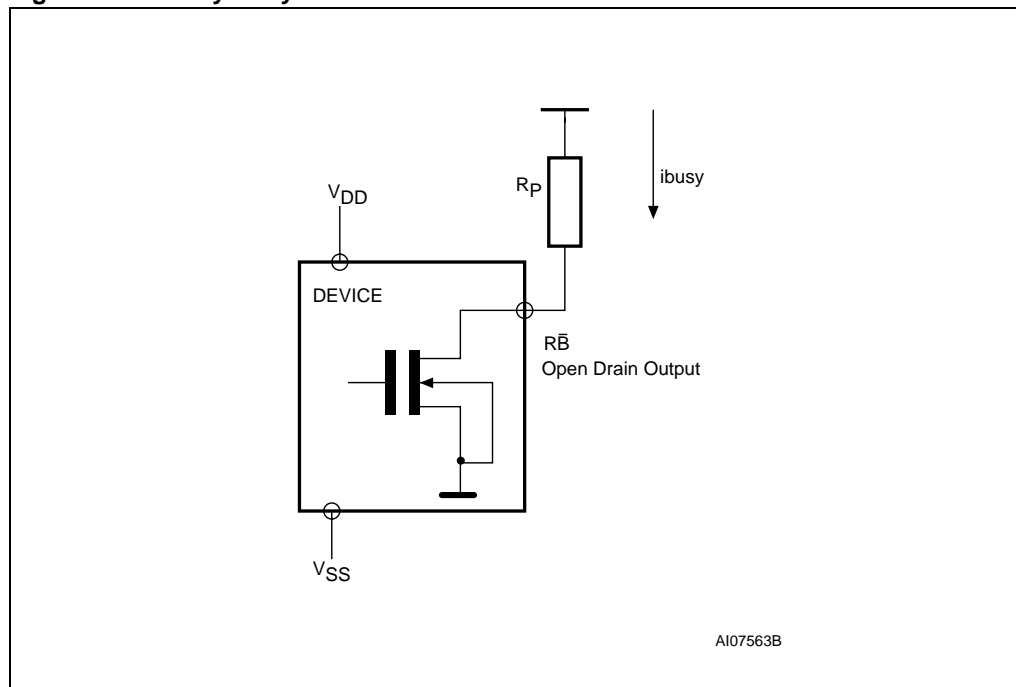 ibusy
RP
VDD
DEVICE
RB̄
Open Drain Output
VSS
AI07563B